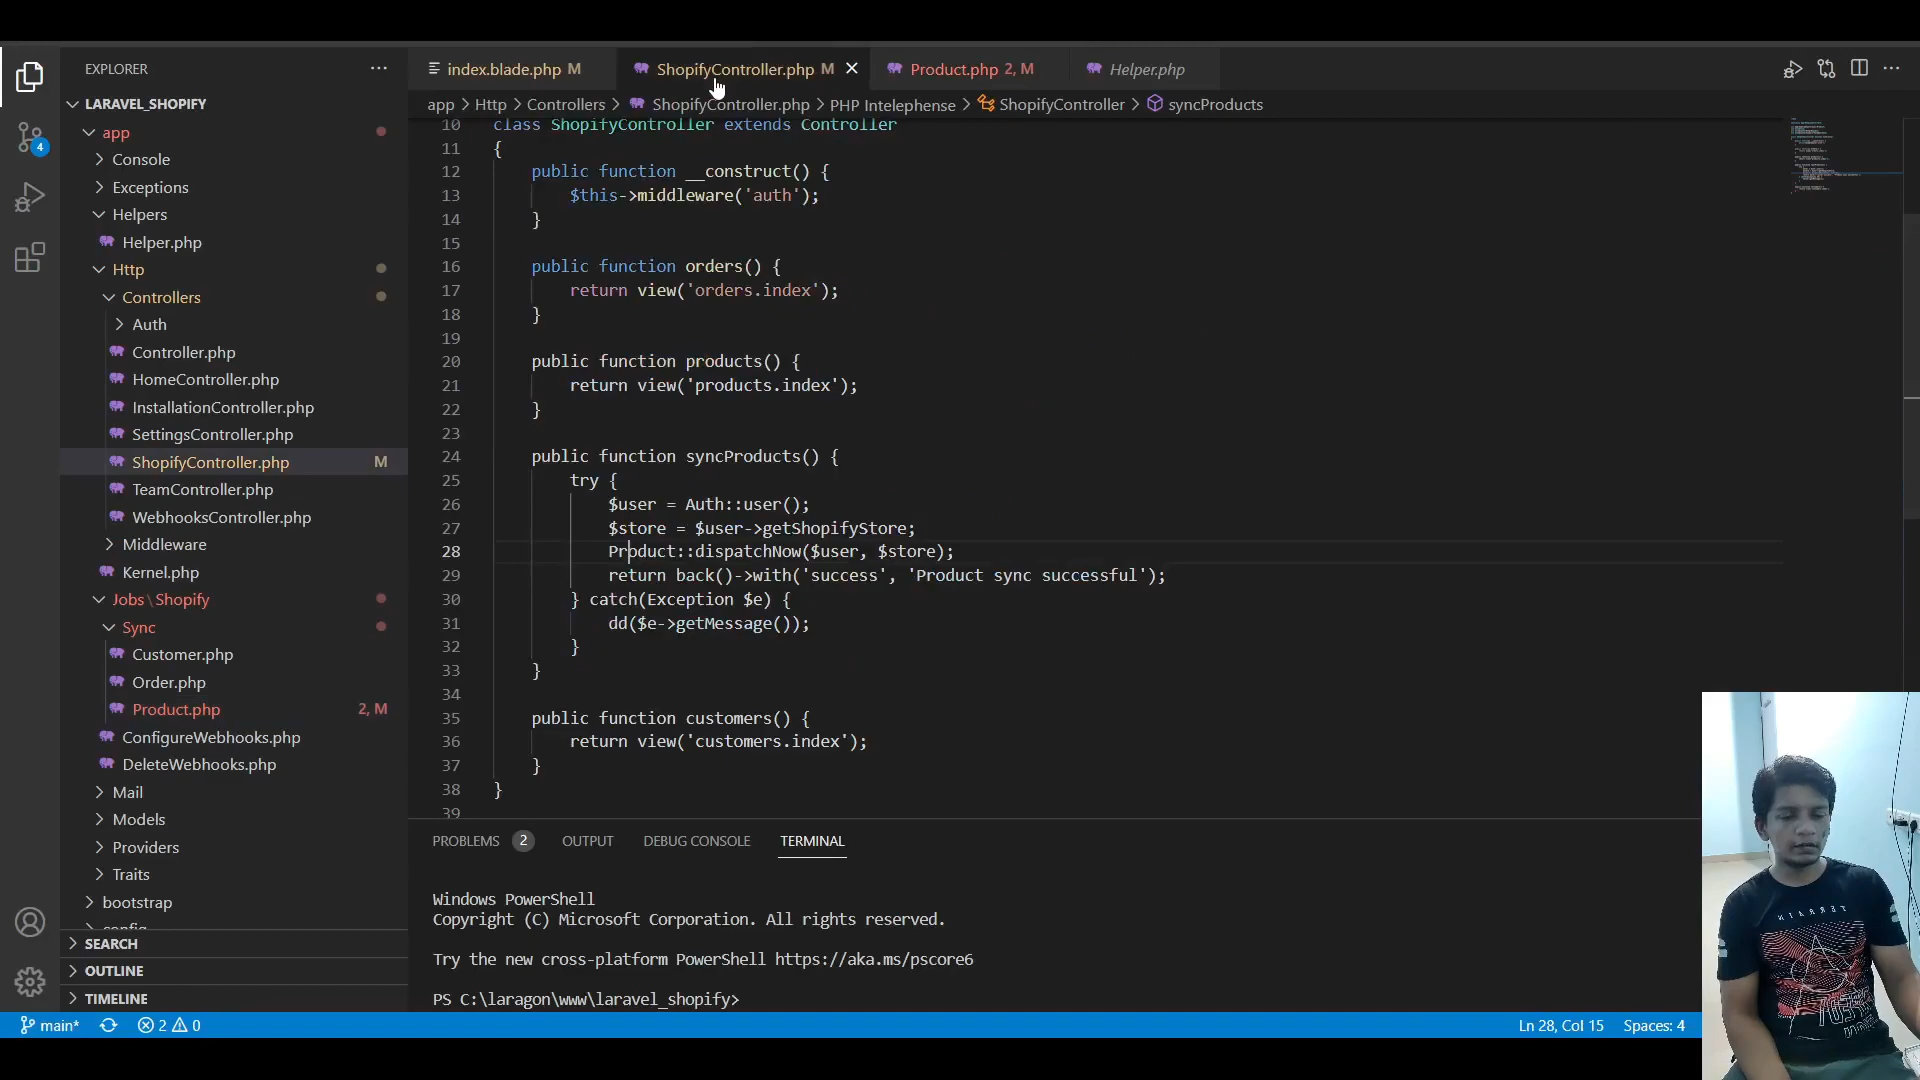 EXPLORER
LARAVEL_SHOPIFY
app
Console
Exceptions
Helpers
Helper.php
Http
Controllers
Auth
Controller.php
HomeController.php
InstallationController.php
SettingsController.php
ShopifyController.php M
TeamController.php
WebhooksController.php
Middleware
Kernel.php
Jobs\Shopify
Sync
Customer.php
Order.php
Product.php 2, M
ConfigureWebhooks.php
DeleteWebhooks.php
Mail
Models
Providers
Traits
bootstrap
config
SEARCH
OUTLINE
TIMELINE
4
index.blade.php M
ShopifyController.php M
Product.php 2, M
Helper.php
app > Http > Controllers > ShopifyController.php > PHP Intelephense > ShopifyController > syncProducts
10 class ShopifyController extends Controller
11 {
12 public function __construct() {
13 $this->middleware('auth');
14 }
15
16 public function orders() {
17 return view('orders.index');
18 }
19
20 public function products() {
21 return view('products.index');
22 }
23
24 public function syncProducts() {
25 try {
26 $user = Auth::user();
27 $store = $user->getShopifyStore;
28 Product::dispatchNow($user, $store);
29 return back()->with('success', 'Product sync successful');
30 } catch(Exception $e) {
31 dd($e->getMessage());
32 }
33 }
34
35 public function customers() {
36 return view('customers.index');
37 }
38 }
39
PROBLEMS 2 OUTPUT DEBUG CONSOLE TERMINAL
Windows PowerShell
Copyright (C) Microsoft Corporation. All rights reserved.
Try the new cross-platform PowerShell https://aka.ms/pscore6
PS C:\laragon\www\laravel_shopify>
main* 2 0 Ln 28, Col 15 Spaces: 4